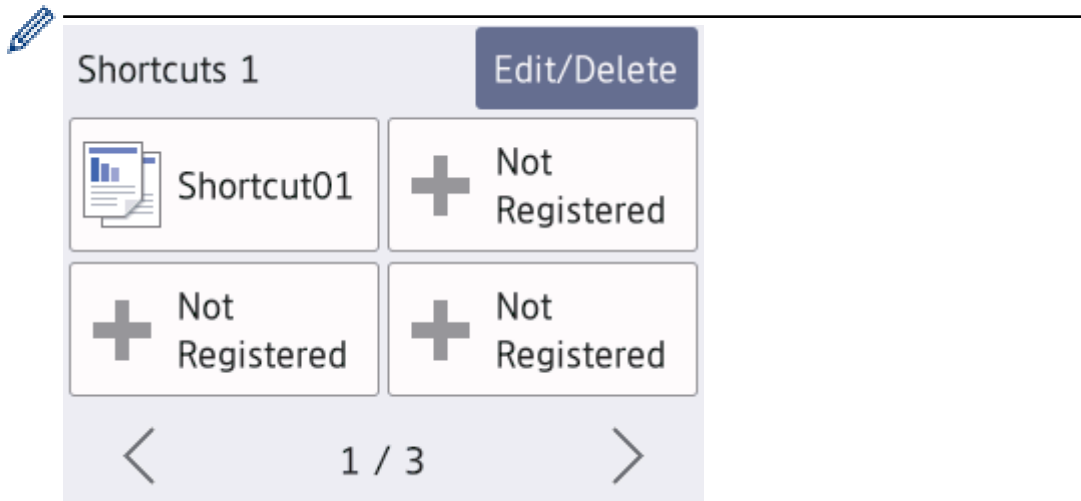 Shortcuts 1
Edit/Delete
Shortcut01
Not
Registered
Not
Registered
Not
Registered
1 / 3